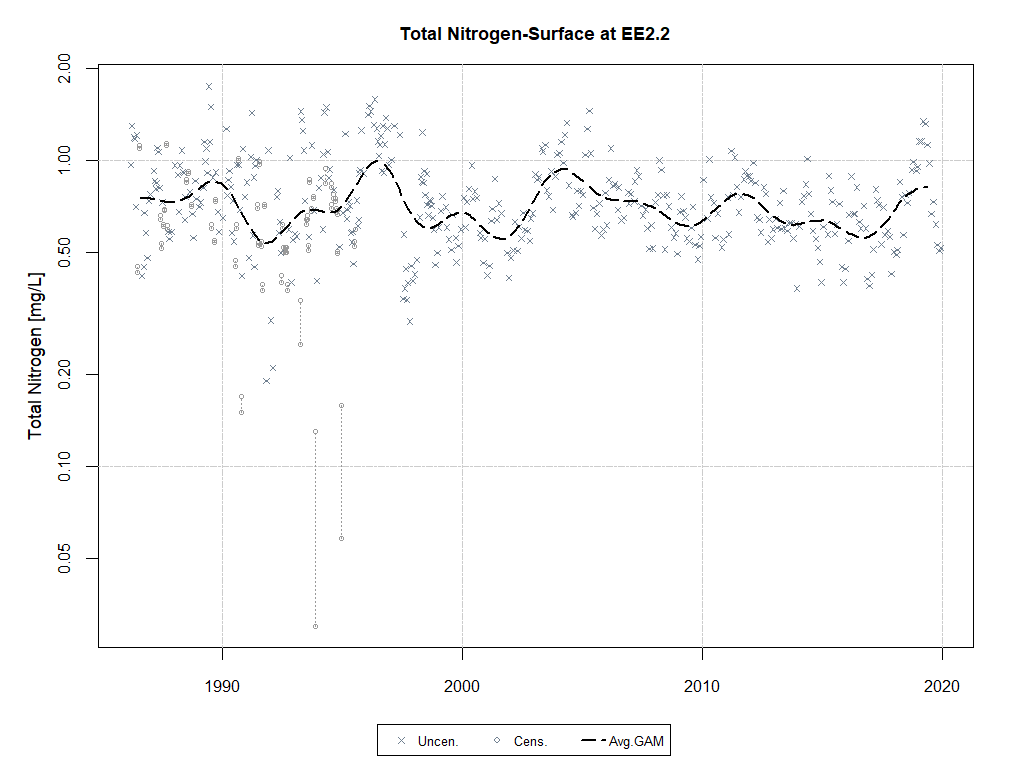 Total Nitrogen-Surface at EE2.2
Total Nitrogen [mg/L]
2.00
1.00
0.50
0.20
0.10
0.05
1990 2000 2010 2020
Uncen. Cens. Avg.GAM